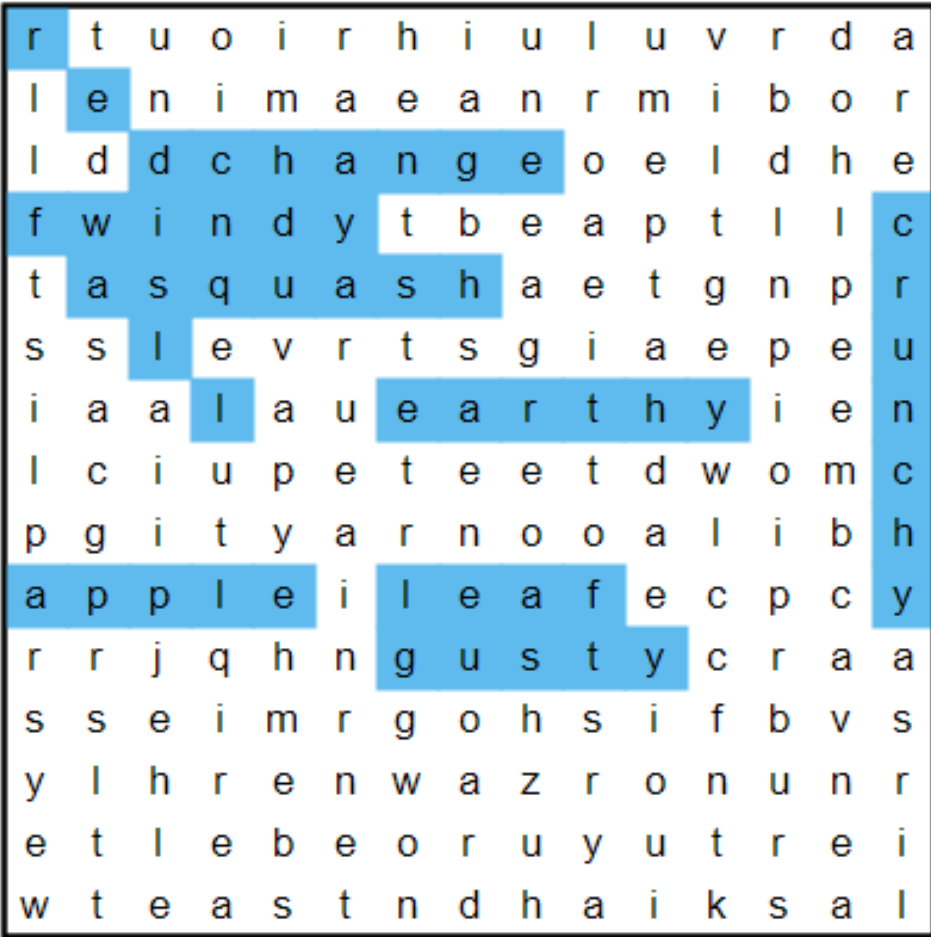 r t u o i r h i u l u v r d a
l e n i m a e a n r m i b o r
l d d c h a n g e o e l d h e
f w i n d y t b e a p t l l c
t a s q u a s h a e t g n p r
s s l e v r t s g i a e p e u
i a a l a u e a r t h y i e n
l c i u p e t e e t d w o m c
p g i t y a r n o o a l i b h
a p p l e i l e a f e c p c y
r r j q h n g u s t y c r a a
s s e i m r g o h s i f b v s
y l h r e n w a z r o n u n r
e t l e b e o r u y u t r e i
w t e a s t n d h a i k s a l